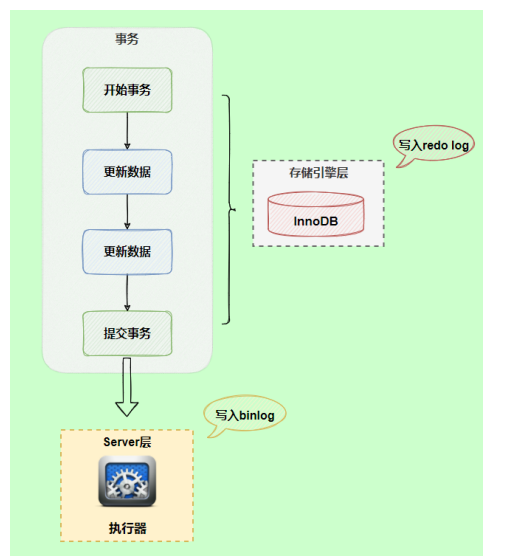 事务
开始事务
更新数据
更新数据
提交事务
写入redo log
存储引擎层
InnoDB
写入binlog
Server层
执行器